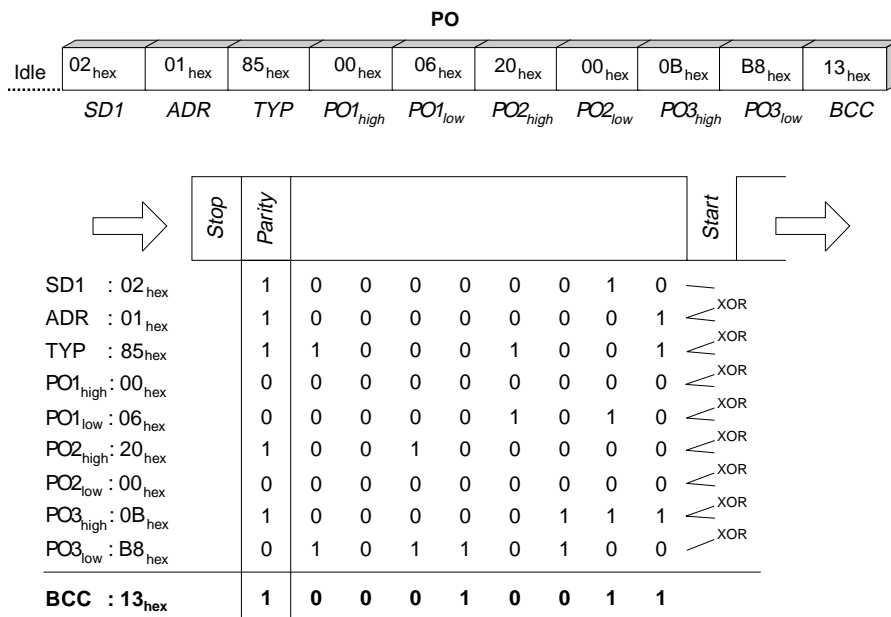 PO
Idle 02hex 01hex 85hex 00hex 06hex 20hex 00hex 0Bhex B8hex 13hex
SD1 ADR TYP PO1high PO1low PO2high PO2low PO3high PO3low BCC
Stop Parity Start
SD1 : 02hex 1 0 0 0 0 0 0 1 0
XOR
ADR : 01hex 1 0 0 0 0 0 0 0 1
XOR
TYP : 85hex 1 1 0 0 0 1 0 0 1
XOR
PO1high : 00hex 0 0 0 0 0 0 0 0 0
XOR
PO1low : 06hex 0 0 0 0 0 1 0 1 0
XOR
PO2high : 20hex 1 0 0 1 0 0 0 0 0
XOR
PO2low : 00hex 0 0 0 0 0 0 0 0 0
XOR
PO3high : 0Bhex 1 0 0 0 0 0 1 1 1
XOR
PO3low : B8hex 0 1 0 1 1 0 1 0 0
BCC : 13hex 1 0 0 0 1 0 0 1 1